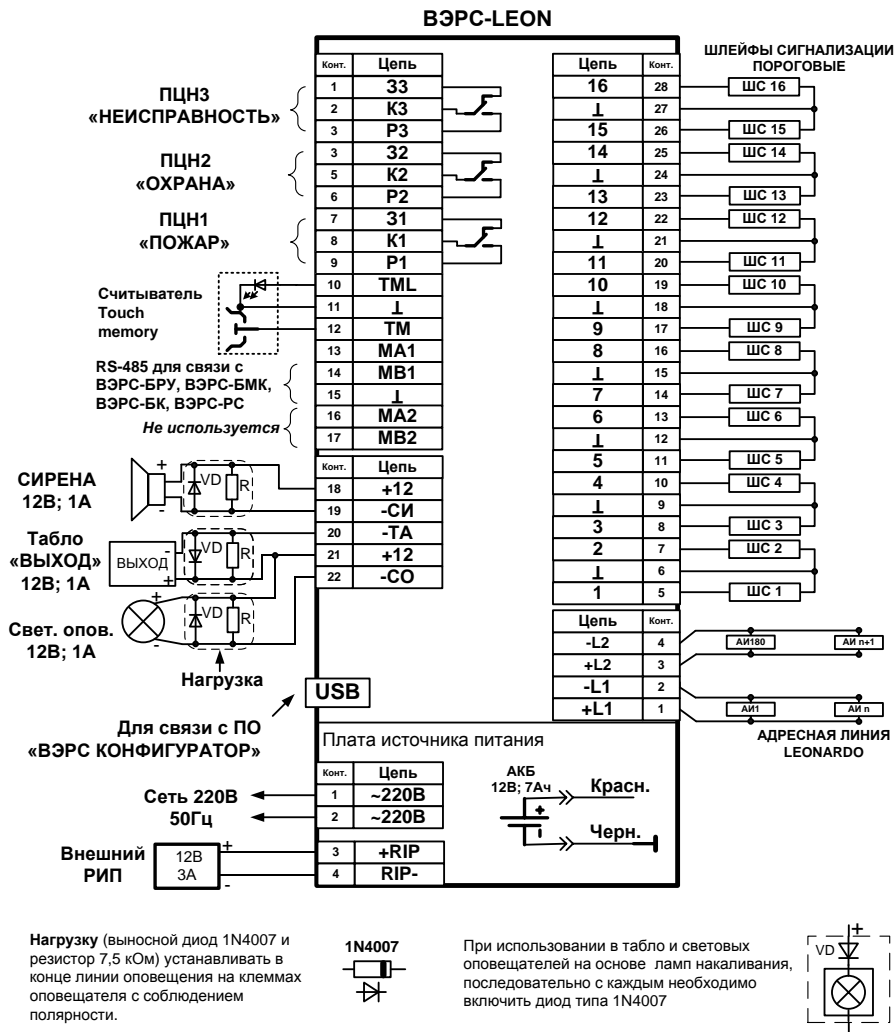 ВЭРС-LEON
ШЛЕЙФЫ СИГНАЛИЗАЦИИ
ПОРОГОВЫЕ
ПЦН3
«НЕИСПРАВНОСТЬ»
ПЦН2
«ОХРАНА»
ПЦН1
«ПОЖАР»
Считыватель
Touch
memory
RS-485 для связи с
ВЭРС-БРУ, ВЭРС-БМК,
ВЭРС-БК, ВЭРС-РС
Не используется
Конт. Цепь
1 З3
2 К3
3 Р3
3 З2
5 К2
6 Р2
7 З1
8 К1
9 Р1
10 TML
11 ⊥
12 TM
13 MA1
14 MB1
15 ⊥
16 MA2
17 MB2
Конт. Цепь
18 +12
19 -СИ
20 -ТА
21 +12
22 -СО
СИРЕНА
12В; 1А
+
-
VD
R
Табло
«ВЫХОД»
12В; 1А
ВЫХОД
-
+
VD
R
Свет. опов.
12В; 1А
+
-
VD
R
Нагрузка
USB
Для связи с ПО
«ВЭРС КОНФИГУРАТОР»
Цепь Конт.
16 28 ШС 16
⊥ 27
15 26 ШС 15
14 25 ШС 14
⊥ 24
13 23 ШС 13
12 22 ШС 12
⊥ 21
11 20 ШС 11
10 19 ШС 10
⊥ 18
9 17 ШС 9
8 16 ШС 8
⊥ 15
7 14 ШС 7
6 13 ШС 6
⊥ 12
5 11 ШС 5
4 10 ШС 4
⊥ 9
3 8 ШС 3
2 7 ШС 2
⊥ 6
1 5 ШС 1
Цепь Конт.
-L2 4
+L2 3
-L1 2
+L1 1
АИ180 АИ n+1
АИ1 АИ n
АДРЕСНАЯ ЛИНИЯ
LEONARDO
Плата источника питания
Конт. Цепь
1 ~220В
2 ~220В
3 +RIP
4 RIP-
Сеть 220В
50Гц
Внешний
РИП
12В
3А
+
-
АКБ
12В; 7Ач
+
-
Красн.
Черн.
Нагрузку (выносной диод 1N4007 и
резистор 7,5 кОм) устанавливать в
конце линии оповещения на клеммах
оповещателя с соблюдением
полярности.
1N4007
При использовании в табло и световых
оповещателей на основе ламп накаливания,
последовательно с каждым необходимо
включить диод типа 1N4007
+
VD